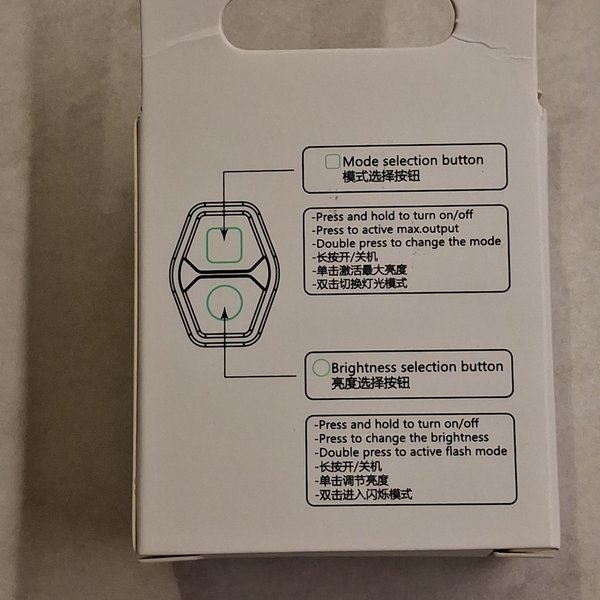 Mode selection button
模式选择按钮
-Press and hold to turn on/off
-Press to active max.output
-Double press to change the mode
-长按开/关机
-单击激活最大亮度
-双击切换灯光模式
Brightness selection button
亮度选择按钮
-Press and hold to turn on/off
-Press to change the brightness
-Double press to active flash mode
-长按开/关机
-单击调节亮度
-双击进入闪烁模式